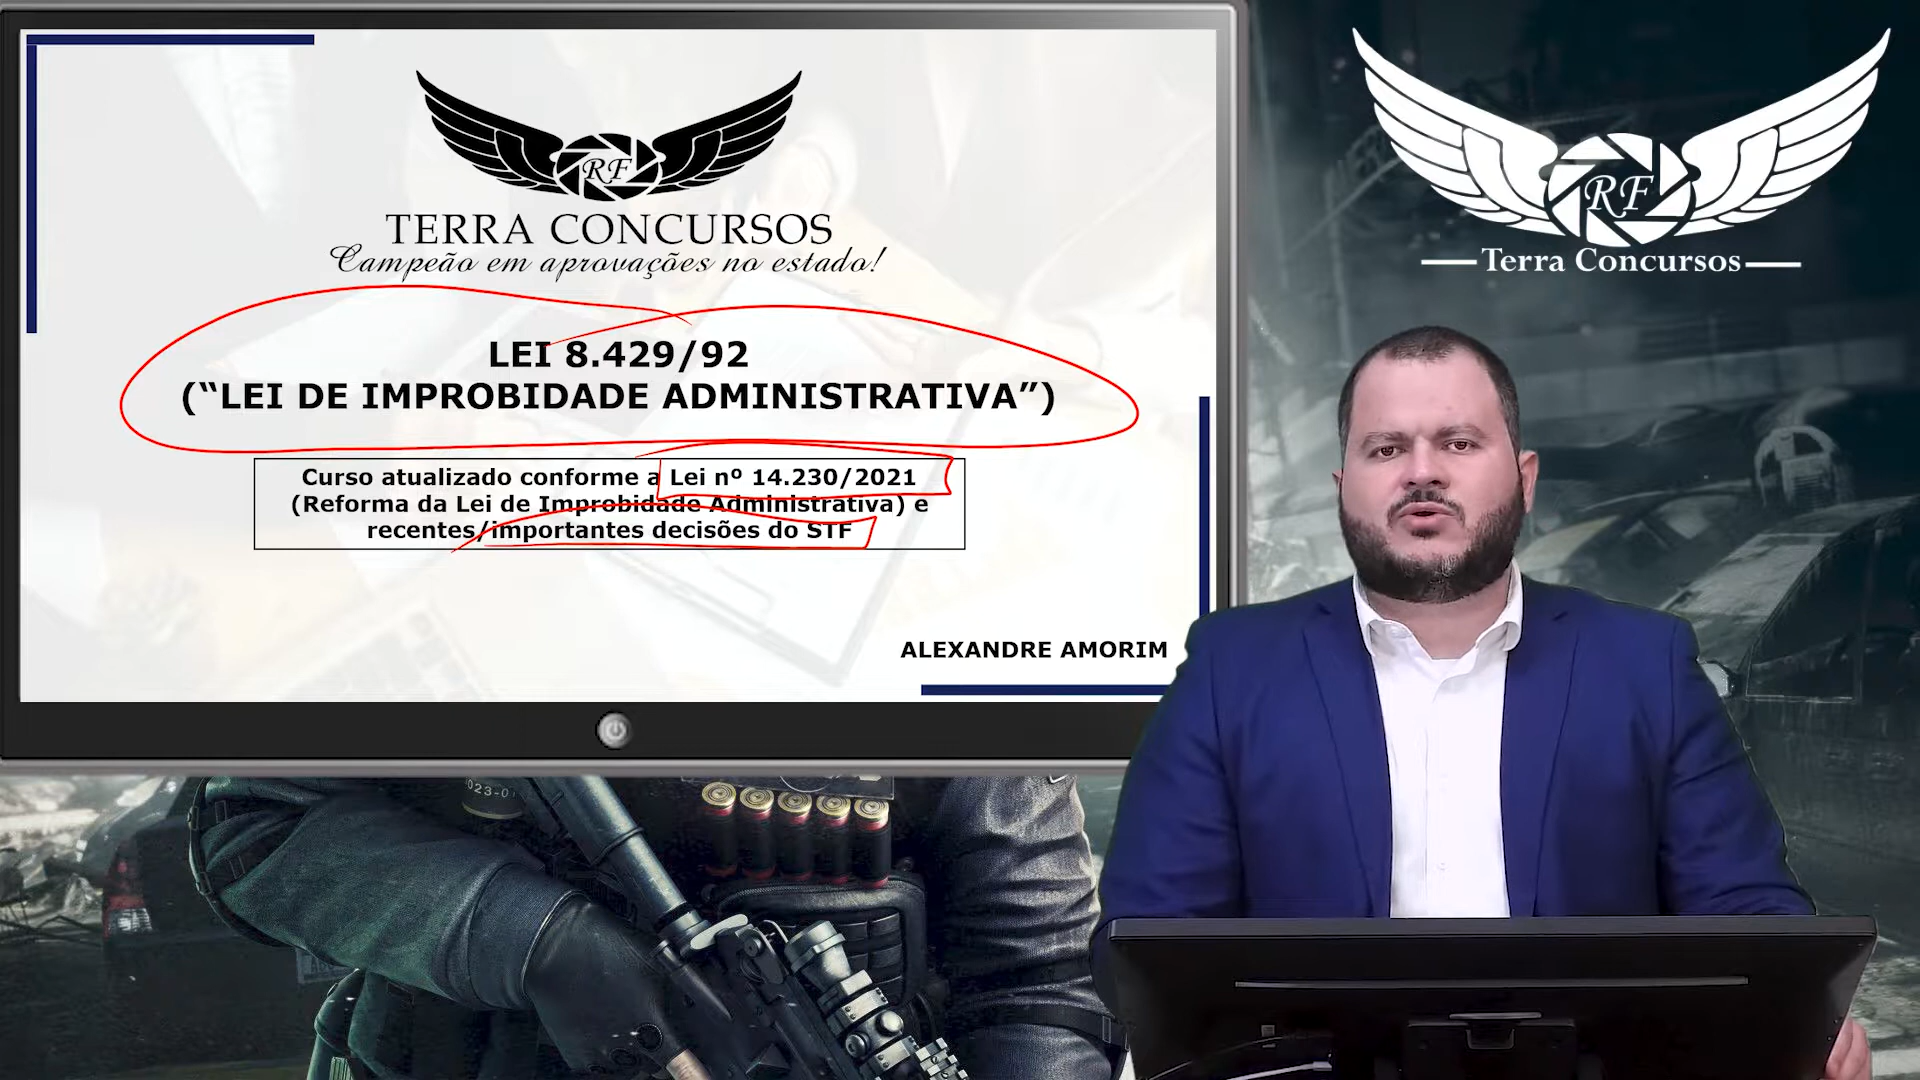 RF
TERRA CONCURSOS
Campeão em aprovações no estado!
LEI 8.429/92
(“LEI DE IMPROBIDADE ADMINISTRATIVA”)
Curso atualizado conforme a Lei nº 14.230/2021
(Reforma da Lei de Improbidade Administrativa) e
recentes/importantes decisões do STF
ALEXANDRE AMORIM
RF
Terra Concursos